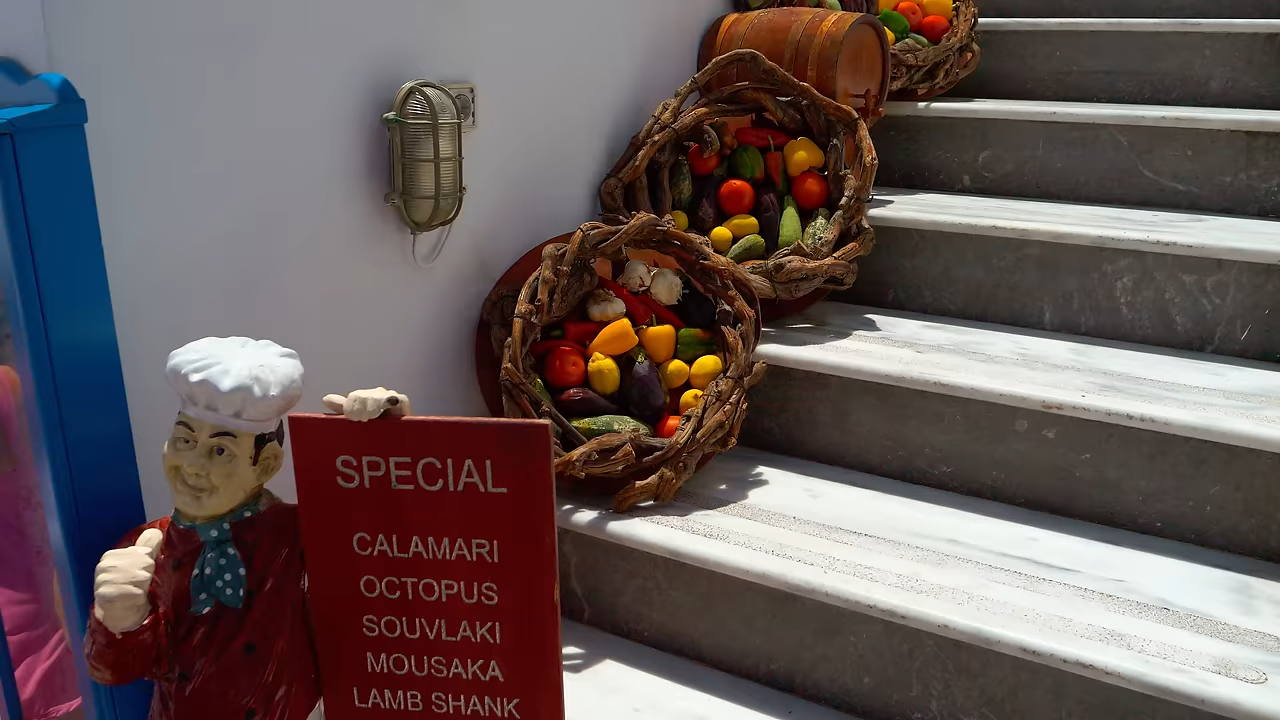 SPECIAL
CALAMARI
OCTOPUS
SOUVLAKI
MOUSAKA
LAMB SHANK